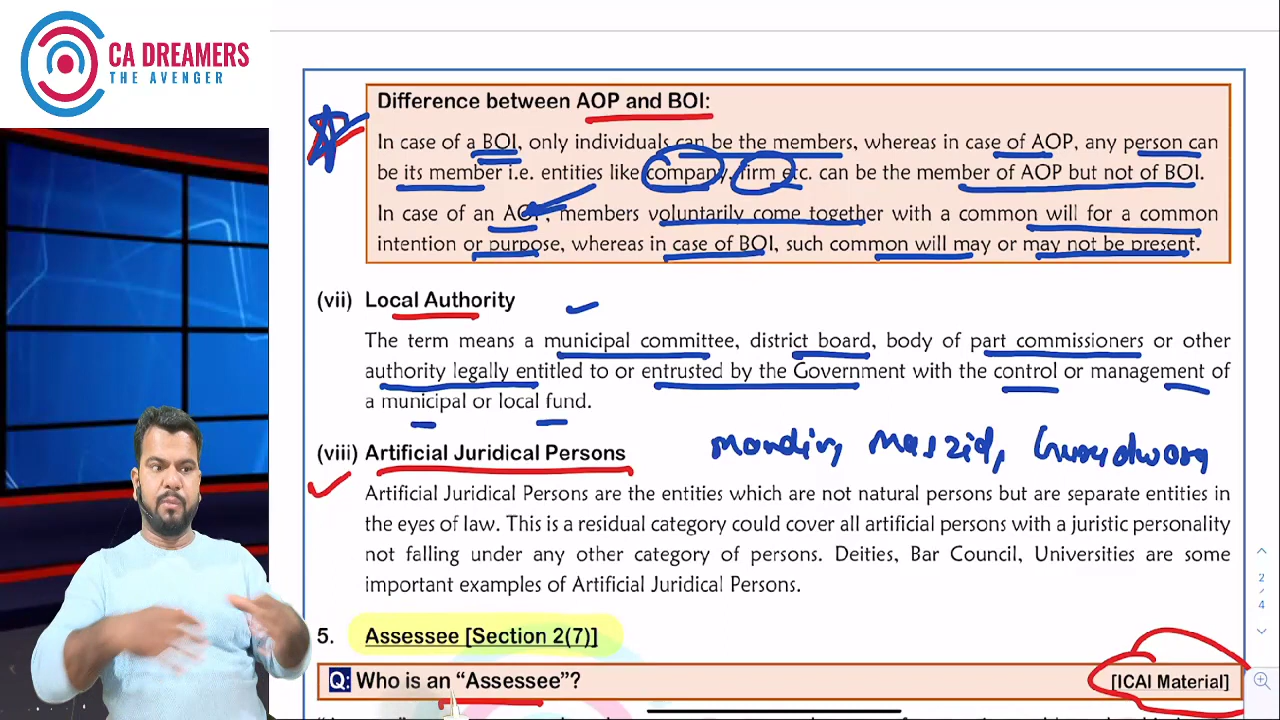 CA DREAMERS
THE AVENGER
Difference between AOP and BOI:
In case of a BOI, only individuals can be the members, whereas in case of AOP, any person can
be its member i.e. entities like company, firm etc. can be the member of AOP but not of BOI.
In case of an AOP, members voluntarily come together with a common will for a common
intention or purpose, whereas in case of BOI, such common will may or may not be present.
(vii) Local Authority
The term means a municipal committee, district board, body of part commissioners or other
authority legally entitled to or entrusted by the Government with the control or management of
a municipal or local fund.
(viii) Artificial Juridical Persons
Mandir, Maszid, Gurudwara
Artificial Juridical Persons are the entities which are not natural persons but are separate entities in
the eyes of law. This is a residual category could cover all artificial persons with a juristic personality
not falling under any other category of persons. Deities, Bar Council, Universities are some
important examples of Artificial Juridical Persons.
5. Assessee [Section 2(7)]
Q: Who is an “Assessee”? [ICAI Material]
2
4